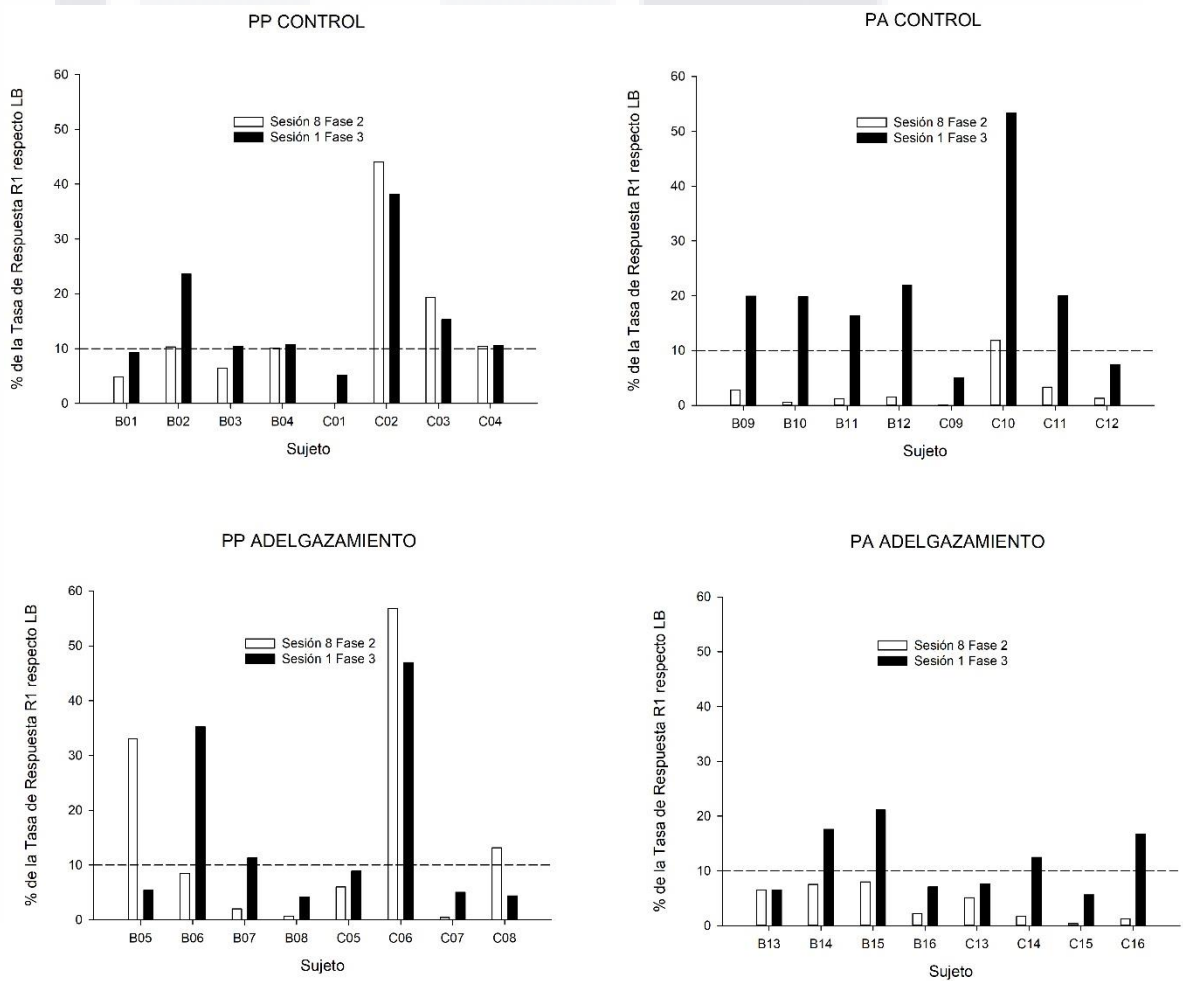 PP CONTROL
% de la Tasa de Respuesta R1 respecto LB
60
50
40
30
20
10
0
Sesión 8 Fase 2
Sesión 1 Fase 3
B01 B02 B03 B04 C01 C02 C03 C04
Sujeto
PA CONTROL
% de la Tasa de Respuesta R1 respecto LB
60
50
40
30
20
10
0
Sesión 8 Fase 2
Sesión 1 Fase 3
B09 B10 B11 B12 C09 C10 C11 C12
Sujeto
PP ADELGAZAMIENTO
% de la Tasa de Respuesta R1 respecto LB
60
50
40
30
20
10
0
Sesión 8 Fase 2
Sesión 1 Fase 3
B05 B06 B07 B08 C05 C06 C07 C08
Sujeto
PA ADELGAZAMIENTO
% de la Tasa de Respuesta R1 respecto LB
60
50
40
30
20
10
0
Sesión 8 Fase 2
Sesión 1 Fase 3
B13 B14 B15 B16 C13 C14 C15 C16
Sujeto